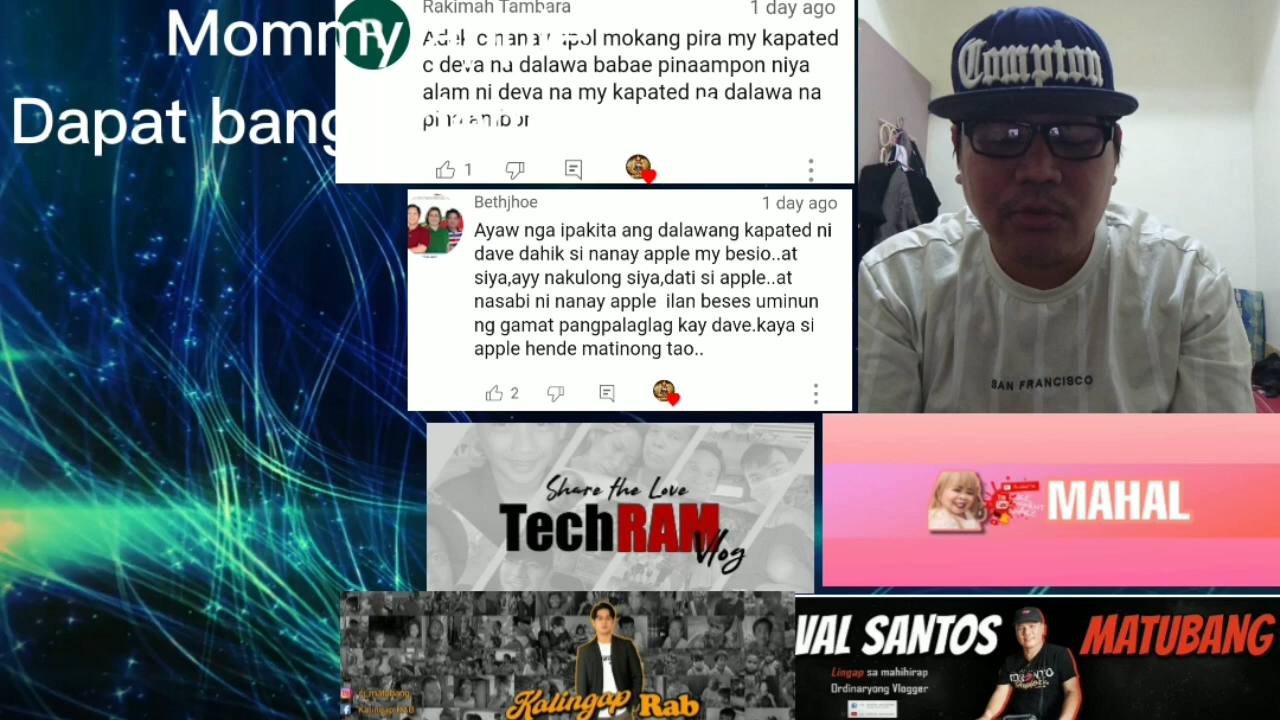 Mommy
Dapat bang
Rakimah Tambara
1 day ago
nanay apol mokang pira my kapated
c deva na dalawa babae pinaampon niya
alam ni deva na my kapated na dalawa na
1
Bethjhoe
1 day ago
Ayaw nga ipakita ang dalawang kapated ni
dave dahik si nanay apple my besio..at
siya,ayy nakulong siya,dati si apple..at
nasabi ni nanay apple ilan beses uminun
ng gamat pangpalaglag kay dave.kaya si
apple hende matinong tao..
2
Compton
SAN FRANCISCO
Share the Love
TechRAM
Vlog
MAHAL
Kalingap Rab
VAL SANTOS MATUBANG
Lingap sa mahihirap
Ordinaryong Vlogger